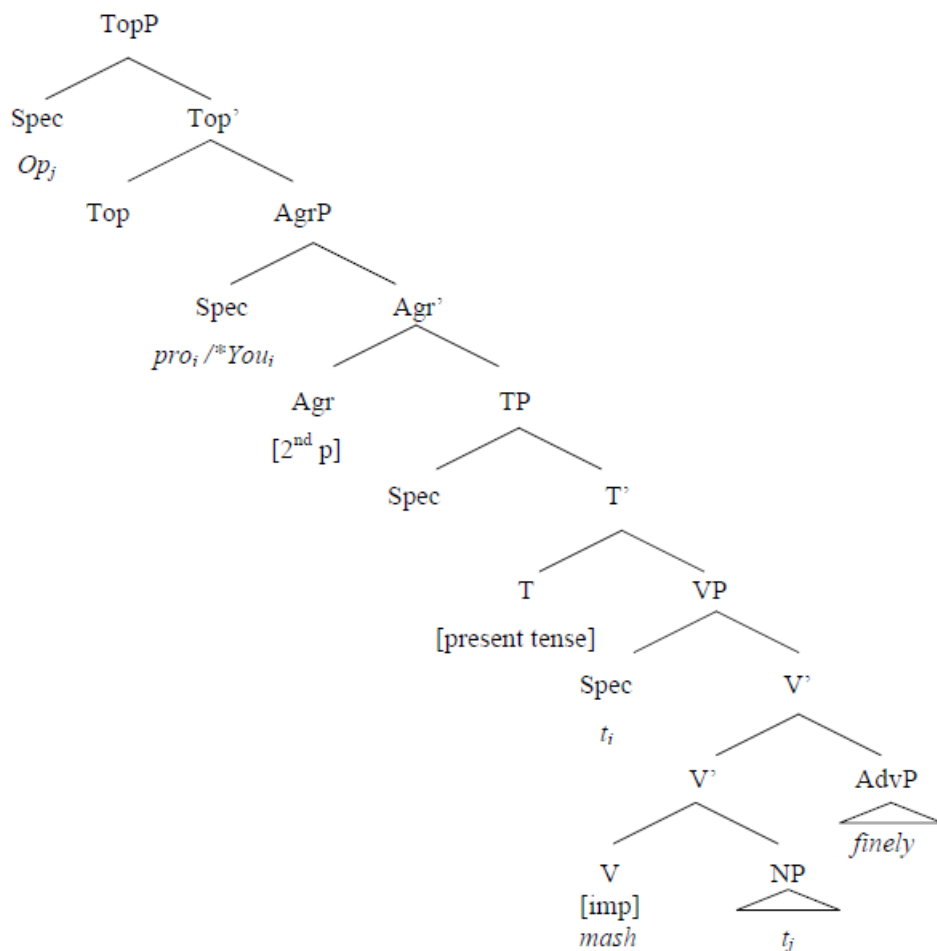 TopP
Spec Top’
Opj
Top AgrP
Spec Agr’
proi /*Youi
Agr TP
[2nd p]
Spec T’
T VP
[present tense]
Spec V’
ti
V’ AdvP
finely
V NP
[imp]
mash tj